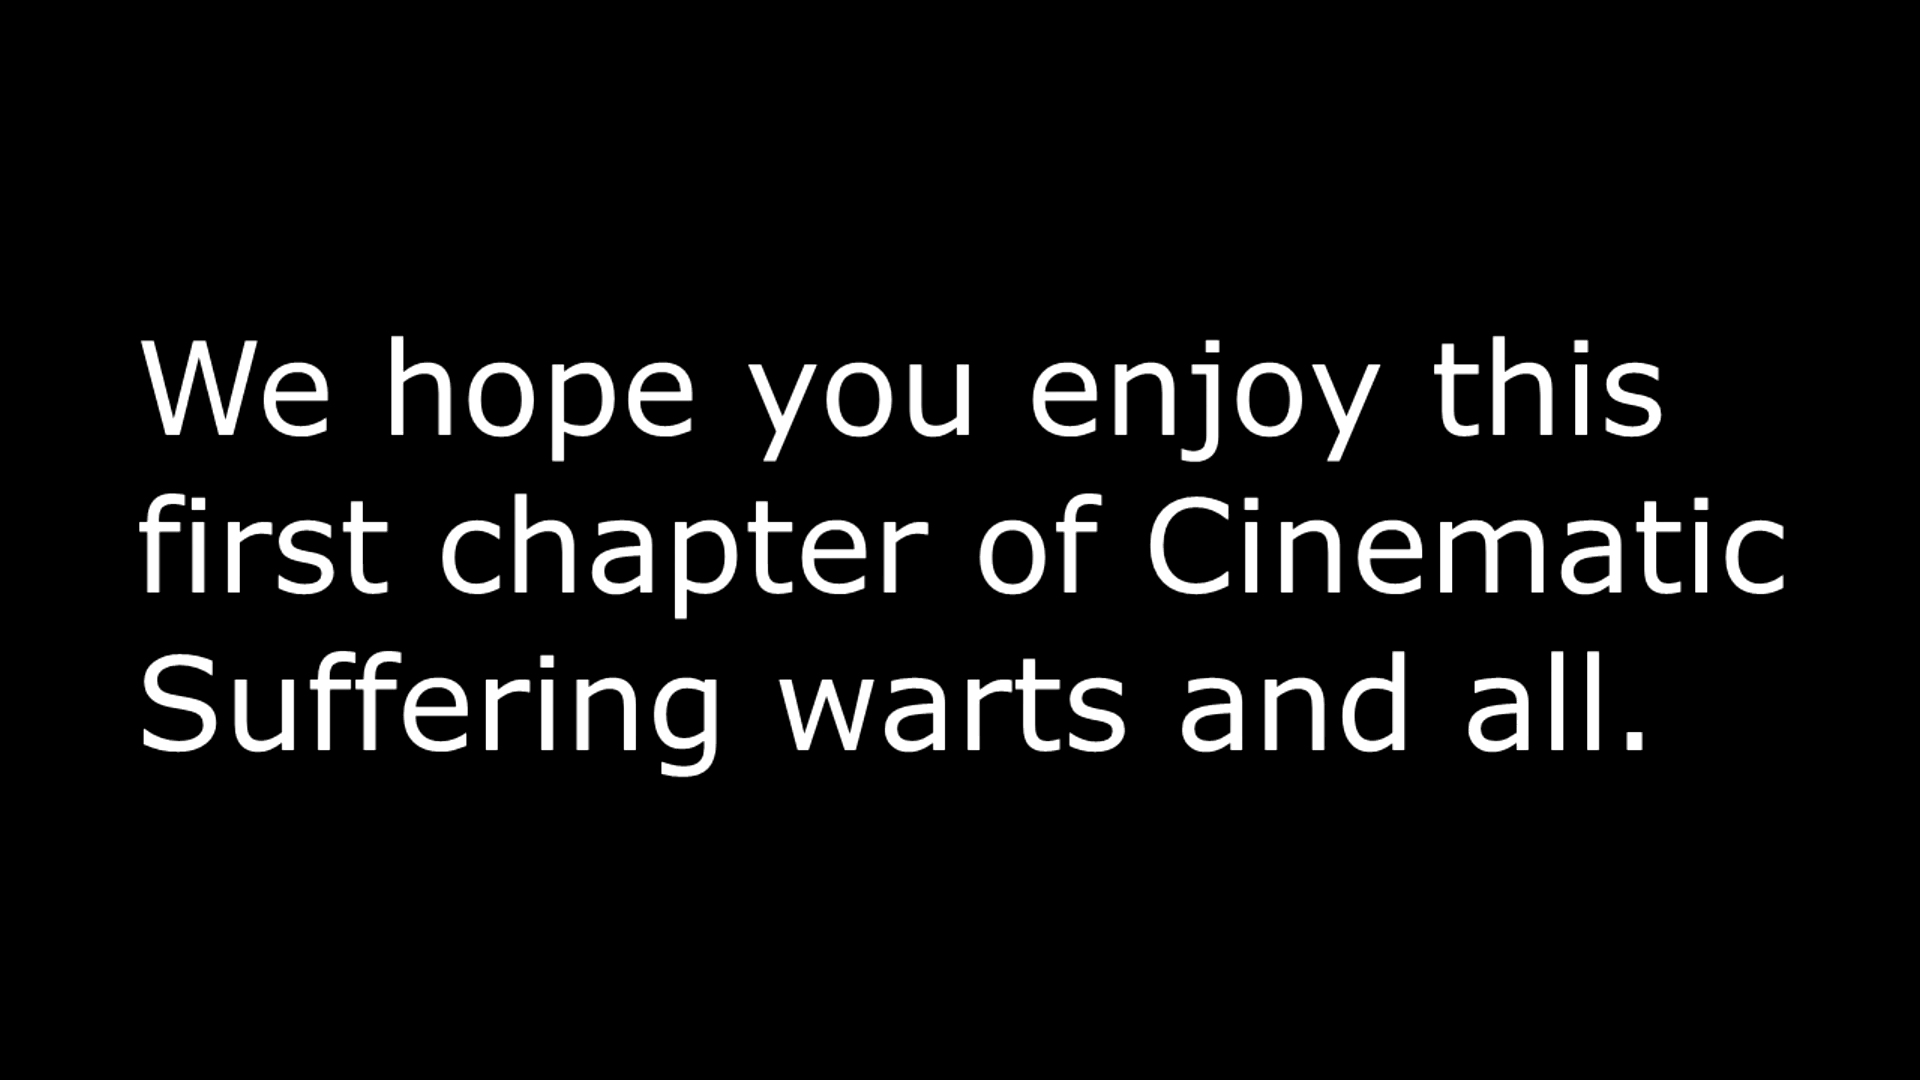 We hope you enjoy this
first chapter of Cinematic
Suffering warts and all.